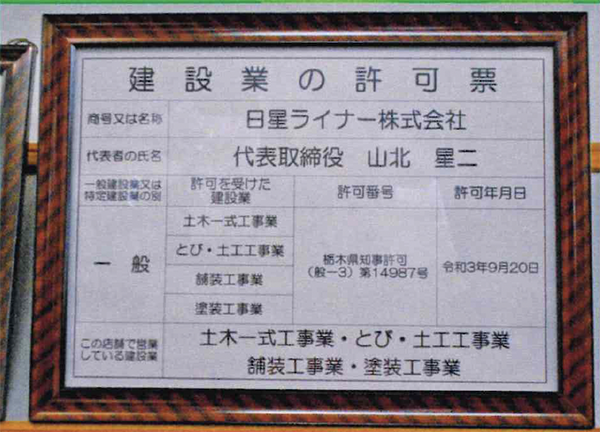 建設業の許可票
商号又は名称
日星ライナー株式会社
代表者の氏名
代表取締役 山北 星二
一般建設業又は
特定建設業の別
許可を受けた
建設業
許可番号
許可年月日
一般
土木一式工事業
とび・土工工事業
舗装工事業
塗装工事業
栃木県知事許可
(般-3)第14987号
令和3年9月20日
この店舗で営業
している建設業
土木一式工事業・とび・土工工事業
舗装工事業・塗装工事業